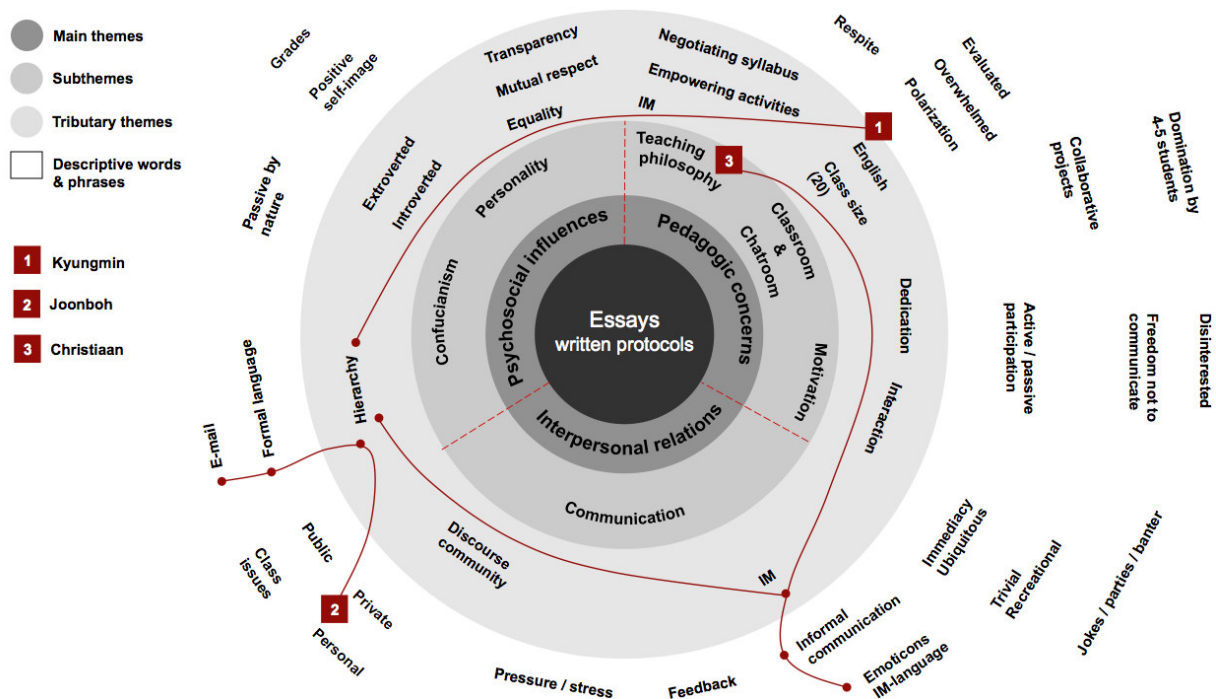 Main themes
Subthemes
Tributary themes
Descriptive words
& phrases
1
Kyungmin
2
Joonboh
3
Christiaan
Essays
written protocols
Psychosocial influences
Pedagogic concerns
Interpersonal relations
Confucianism
Personality
Teaching
philosophy
Classroom
&
Chatroom
Motivation
Communication
Hierarchy
Introverted
Extroverted
Equality
Mutual respect
Transparency
IM
Empowering activities
Negotiating syllabus
1
3
English
Class size
(20)
Dedication
Interaction
IM
Discourse
community
Grades
Positive
self-image
Passive by
nature
Formal language
E-mail
Public
Class
issues
2
Private
Personal
Pressure / stress
Feedback
Informal
communication
Emoticons
IM-language
Immediacy
Ubiquitous
Trivial
Recreational
Jokes / parties / banter
Active / passive
participation
Freedom not to
communicate
Disinterested
Respite
Evaluated
Overwhelmed
Polarization
Collaborative
projects
Domination by
4-5 students